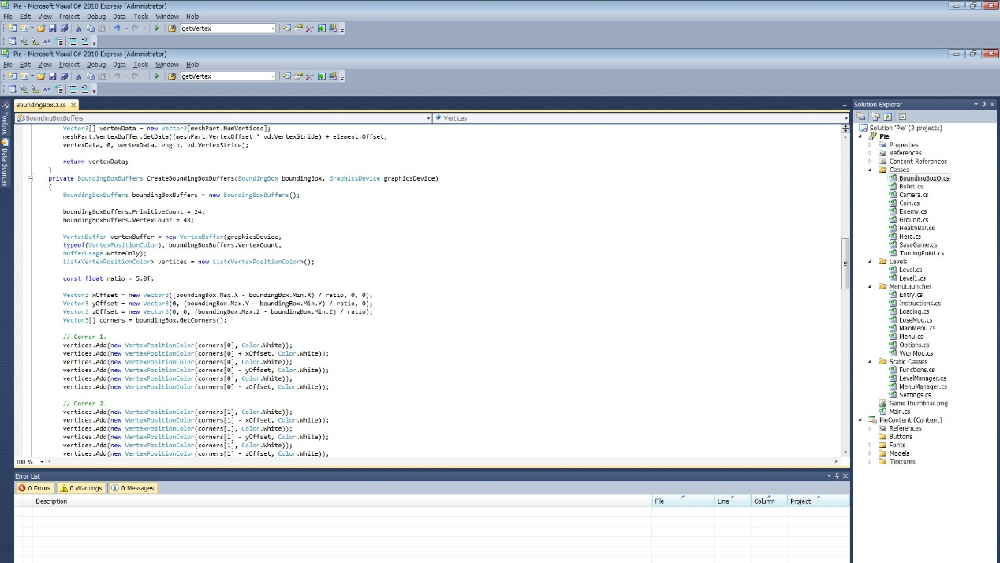 Pie - Microsoft Visual C# 2010 Express (Administrator)
File Edit View Project Debug Data Tools Window Help
getVertex
Pie - Microsoft Visual C# 2010 Express (Administrator)
File Edit View Project Debug Data Tools Window Help
getVertex
Toolbox
Data Sources
BoundingBoxO.cs
BoundingBoxBuffers
Vertices
Vector3[] vertexData = new Vector3[meshPart.NumVertices];
meshPart.VertexBuffer.GetData((meshPart.VertexOffset * vd.VertexStride) + element.Offset,
vertexData, 0, vertexData.Length, vd.VertexStride);
return vertexData;
}
private BoundingBoxBuffers CreateBoundingBoxBuffers(BoundingBox boundingBox, GraphicsDevice graphicsDevice)
{
BoundingBoxBuffers boundingBoxBuffers = new BoundingBoxBuffers();
boundingBoxBuffers.PrimitiveCount = 24;
boundingBoxBuffers.VertexCount = 48;
VertexBuffer vertexBuffer = new VertexBuffer(graphicsDevice,
typeof(VertexPositionColor), boundingBoxBuffers.VertexCount,
BufferUsage.WriteOnly);
List<VertexPositionColor> vertices = new List<VertexPositionColor>();
const float ratio = 5.0f;
Vector3 xOffset = new Vector3((boundingBox.Max.X - boundingBox.Min.X) / ratio, 0, 0);
Vector3 yOffset = new Vector3(0, (boundingBox.Max.Y - boundingBox.Min.Y) / ratio, 0);
Vector3 zOffset = new Vector3(0, 0, (boundingBox.Max.Z - boundingBox.Min.Z) / ratio);
Vector3[] corners = boundingBox.GetCorners();
// Corner 1.
vertices.Add(new VertexPositionColor(corners[0], Color.White));
vertices.Add(new VertexPositionColor(corners[0] + xOffset, Color.White));
vertices.Add(new VertexPositionColor(corners[0], Color.White));
vertices.Add(new VertexPositionColor(corners[0] - yOffset, Color.White));
vertices.Add(new VertexPositionColor(corners[0], Color.White));
vertices.Add(new VertexPositionColor(corners[0] - zOffset, Color.White));
// Corner 2.
vertices.Add(new VertexPositionColor(corners[1], Color.White));
vertices.Add(new VertexPositionColor(corners[1] - xOffset, Color.White));
vertices.Add(new VertexPositionColor(corners[1], Color.White));
vertices.Add(new VertexPositionColor(corners[1] - yOffset, Color.White));
vertices.Add(new VertexPositionColor(corners[1], Color.White));
vertices.Add(new VertexPositionColor(corners[1] - zOffset, Color.White));
100 %
Error List
0 Errors 0 Warnings 0 Messages
Description File Line Column Project
Solution Explorer
Solution 'Pie' (2 projects)
Pie
Properties
References
Content References
Classes
BoundingBoxO.cs
Bullet.cs
Camera.cs
Coin.cs
Enemy.cs
Ground.cs
HealthBar.cs
Hero.cs
SaveGame.cs
TurningPoint.cs
Levels
Level.cs
Level1.cs
MenuLauncher
Entry.cs
Instructions.cs
Loading.cs
LoseMod.cs
MainMenu.cs
Menu.cs
Options.cs
WonMod.cs
Static Classes
Functions.cs
LevelManager.cs
MenuManager.cs
Settings.cs
GameThumbnail.png
Main.cs
PieContent (Content)
References
Buttons
Fonts
Models
Textures